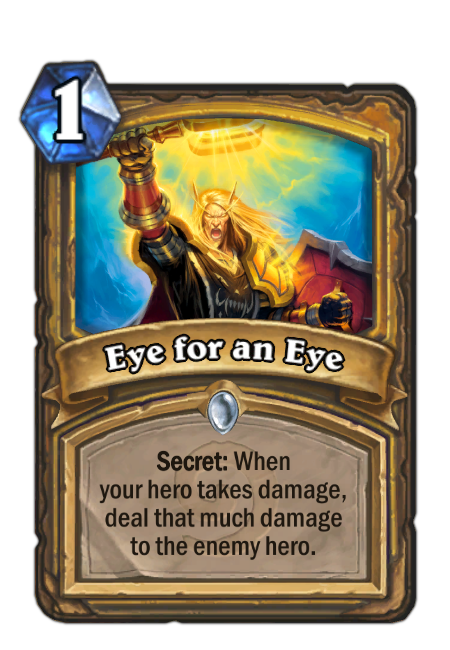 1
Eye for an Eye
Secret: When
your hero takes damage,
deal that much damage
to the enemy hero.